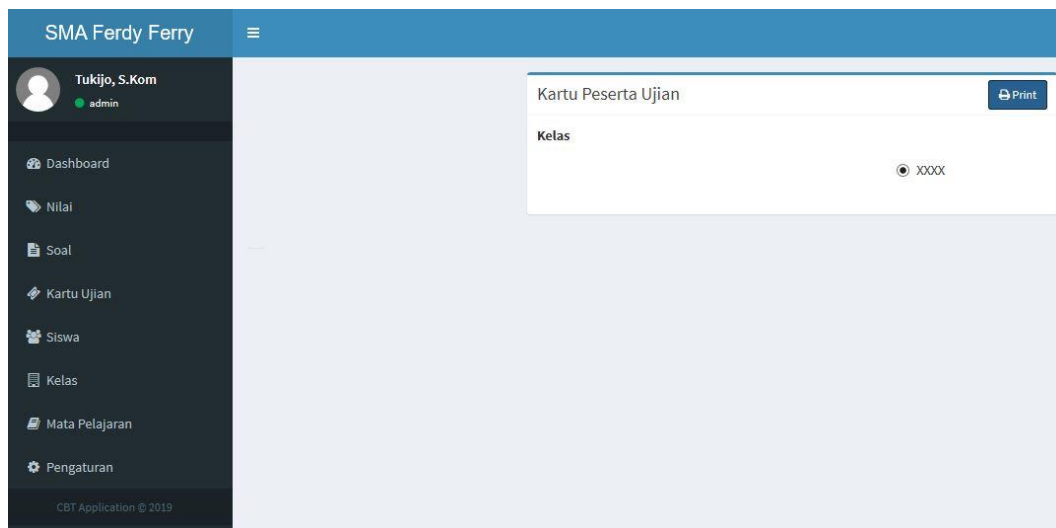 SMA Ferdy Ferry
Tukijo, S.Kom
admin
Dashboard
Nilai
Soal
Kartu Ujian
Siswa
Kelas
Mata Pelajaran
Pengaturan
CBT Application © 2019
Kartu Peserta Ujian
Print
Kelas
XXXX